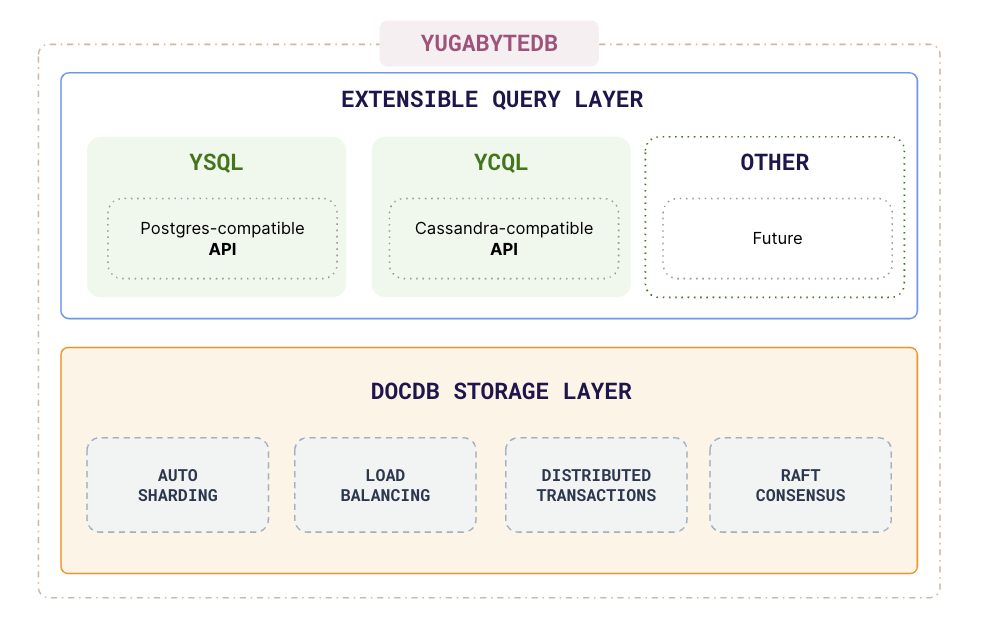 YUGABYTEDB
EXTENSIBLE QUERY LAYER
YSQL
Postgres-compatible
API
YCQL
Cassandra-compatible
API
OTHER
Future
DOCDB STORAGE LAYER
AUTO
SHARDING
LOAD
BALANCING
DISTRIBUTED
TRANSACTIONS
RAFT
CONSENSUS